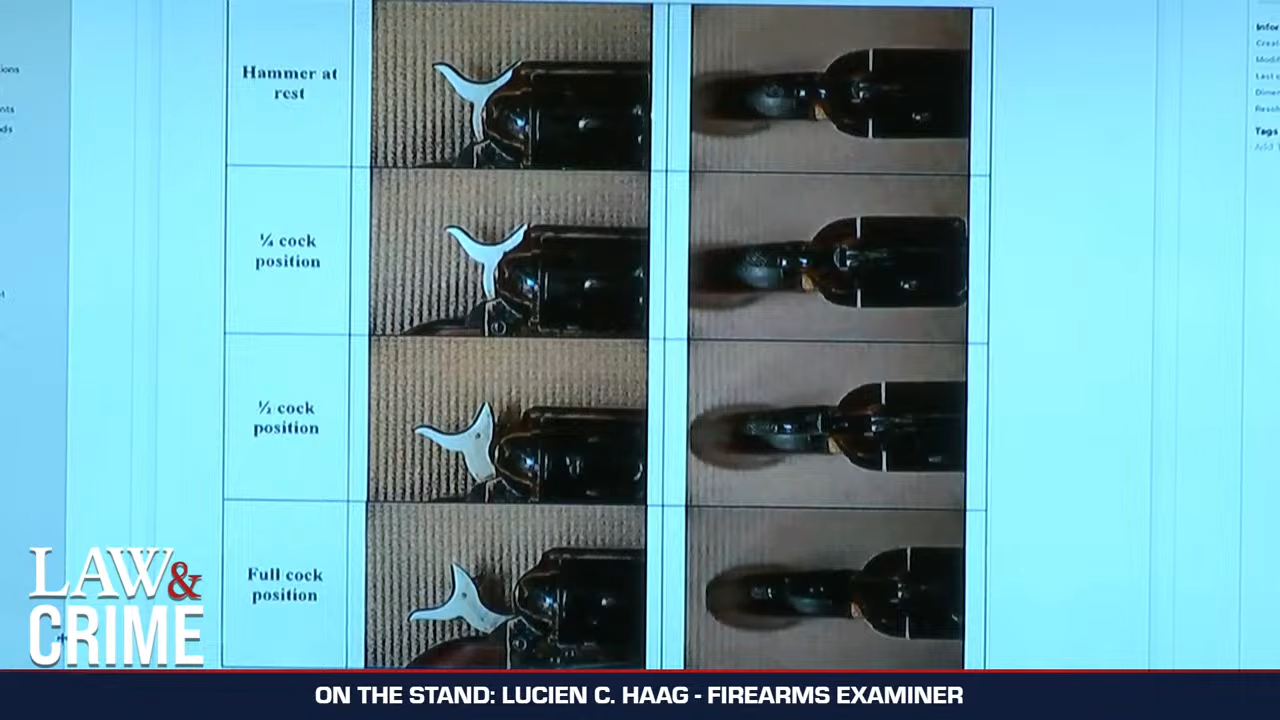 Hammer at
rest
¼ cock
position
½ cock
position
Full cock
position
Tags
LAW&
CRIME
ON THE STAND: LUCIEN C. HAAG - FIREARMS EXAMINER